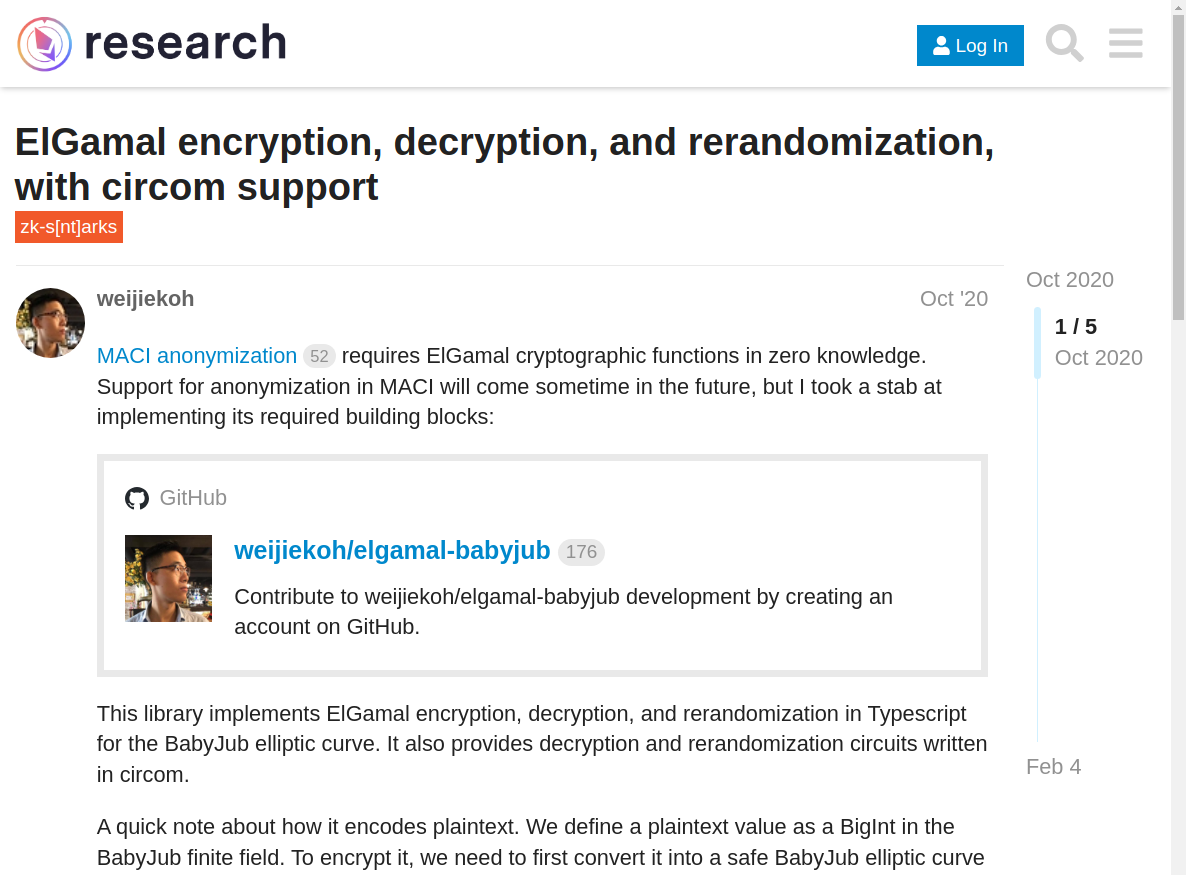 research
Log In
ElGamal encryption, decryption, and rerandomization,
with circom support
zk-s[nt]arks
weijiekoh
Oct '20
Oct 2020
1 / 5
Oct 2020
MACI anonymization 52 requires ElGamal cryptographic functions in zero knowledge.
Support for anonymization in MACI will come sometime in the future, but I took a stab at
implementing its required building blocks:
GitHub
weijiekoh/elgamal-babyjub 176
Contribute to weijiekoh/elgamal-babyjub development by creating an
account on GitHub.
This library implements ElGamal encryption, decryption, and rerandomization in Typescript
for the BabyJub elliptic curve. It also provides decryption and rerandomization circuits written
in circom.
Feb 4
A quick note about how it encodes plaintext. We define a plaintext value as a BigInt in the
BabyJub finite field. To encrypt it, we need to first convert it into a safe BabyJub elliptic curve